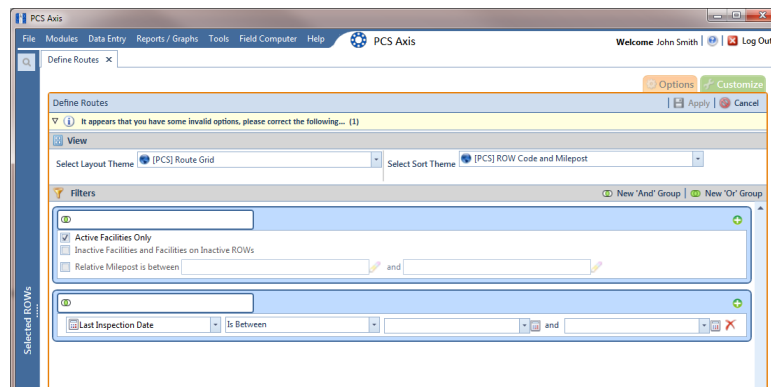 PCS Axis
File Modules Data Entry Reports / Graphs Tools Field Computer Help PCS Axis Welcome John Smith | | Log Out
Define Routes ×
Options Customize
Define Routes | Apply | Cancel
It appears that you have some invalid options, please correct the following... (1)
View
Select Layout Theme [PCS] Route Grid Select Sort Theme [PCS] ROW Code and Milepost
Filters New 'And' Group | New 'Or' Group
Active Facilities Only
Inactive Facilities and Facilities on Inactive ROWs
Relative Milepost is between and
Selected ROWs
Last Inspection Date Is Between and